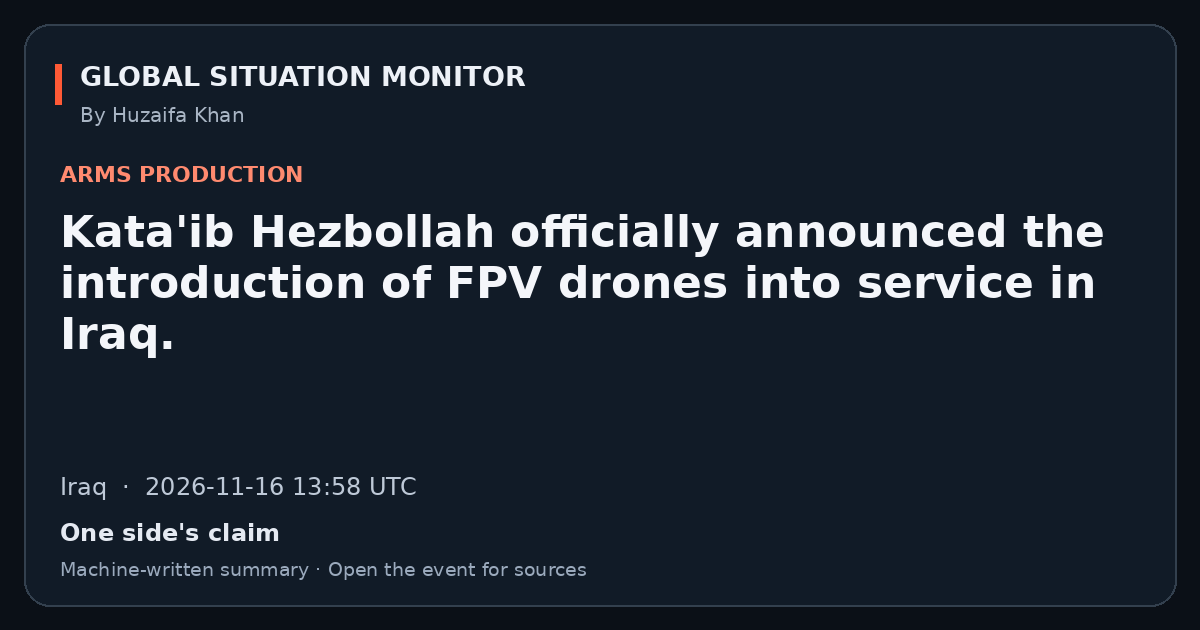 GLOBAL SITUATION MONITOR
By Huzaifa Khan
ARMS PRODUCTION
Kata'ib Hezbollah officially announced the
introduction of FPV drones into service in
Iraq.
Iraq · 2026-11-16 13:58 UTC
One side's claim
Machine-written summary · Open the event for sources